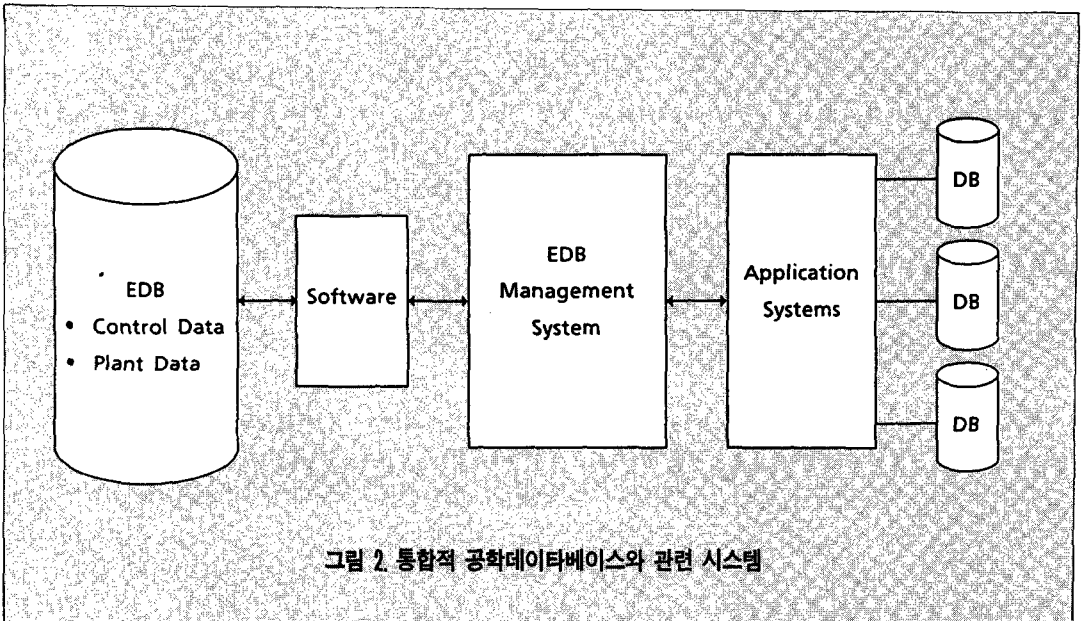 EDB
• Control Data
• Plant Data
Software
EDB
Management
System
Application
Systems
DB
DB
DB
그림 2. 통합적 공학데이타베이스와 관련 시스템